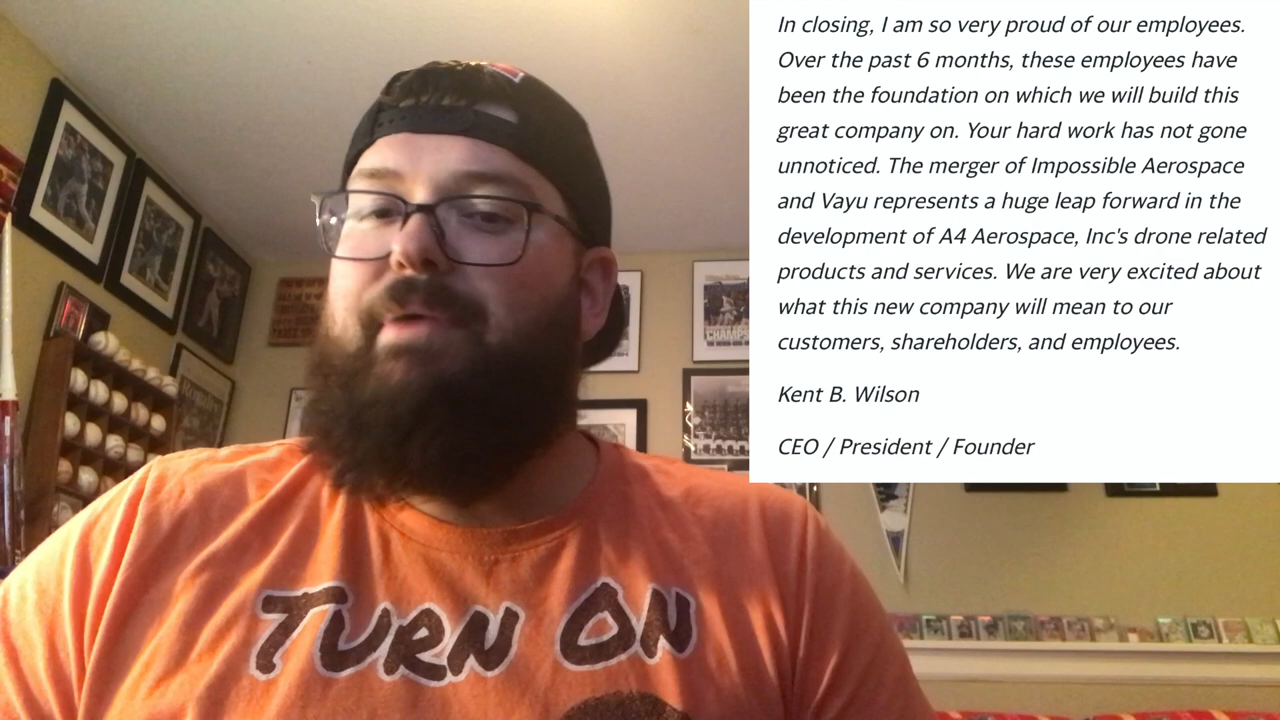 In closing, I am so very proud of our employees.
Over the past 6 months, these employees have
been the foundation on which we will build this
great company on. Your hard work has not gone
unnoticed. The merger of Impossible Aerospace
and Vayu represents a huge leap forward in the
development of A4 Aerospace, Inc's drone related
products and services. We are very excited about
what this new company will mean to our
customers, shareholders, and employees.
Kent B. Wilson
CEO / President / Founder
CHAMPS
TURN ON